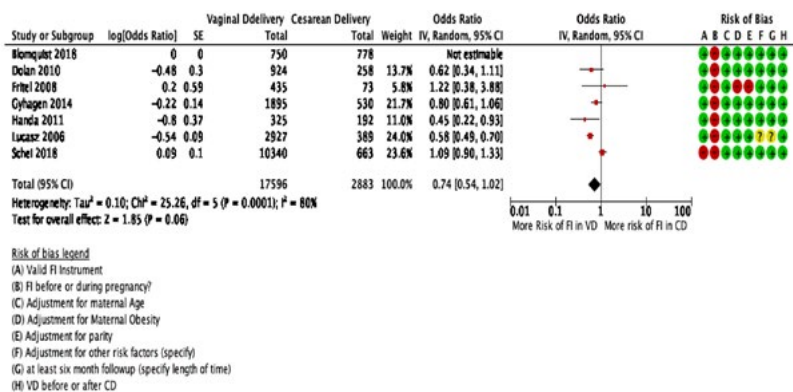 Vaginal Ddelivery Cesarean Delivery Odds Ratio Odds Ratio Risk of Bias
Study or Subgroup log[Odds Ratio] SE Total Total Weight IV, Random, 95% CI IV, Random, 95% CI A B C D E F G H
Blomquist 2018 0 0 750 778 Not estimable
Dolan 2010 −0.48 0.3 924 258 13.7% 0.62 [0.34, 1.11]
Fritel 2008 0.2 0.59 435 73 5.8% 1.22 [0.38, 3.88]
Gyhagen 2014 −0.22 0.14 1895 530 21.9% 0.80 [0.61, 1.06]
Handa 2011 −0.8 0.37 325 192 11.0% 0.45 [0.22, 0.93]
Lucasz 2006 −0.54 0.09 2927 389 24.0% 0.58 [0.49, 0.70] ? ?
Schei 2018 0.09 0.1 10340 663 23.6% 1.09 [0.90, 1.33]
Total (95% CI) 17596 2883 100.0% 0.74 [0.54, 1.02]
Heterogeneity: Tau² = 0.10; Chi² = 25.26, df = 5 (P = 0.0001); I² = 80%
Test for overall effect: Z = 1.85 (P = 0.06)
0.01 0.1 1 10 100
More Risk of FI in VD More risk of FI in CD
Risk of bias legend
(A) Valid FI Instrument
(B) FI before or during pregnancy?
(C) Adjustment for maternal Age
(D) Adjustment for Maternal Obesity
(E) Adjustment for parity
(F) Adjustment for other risk factors (specify)
(G) at least six month followup (specify length of time)
(H) VD before or after CD